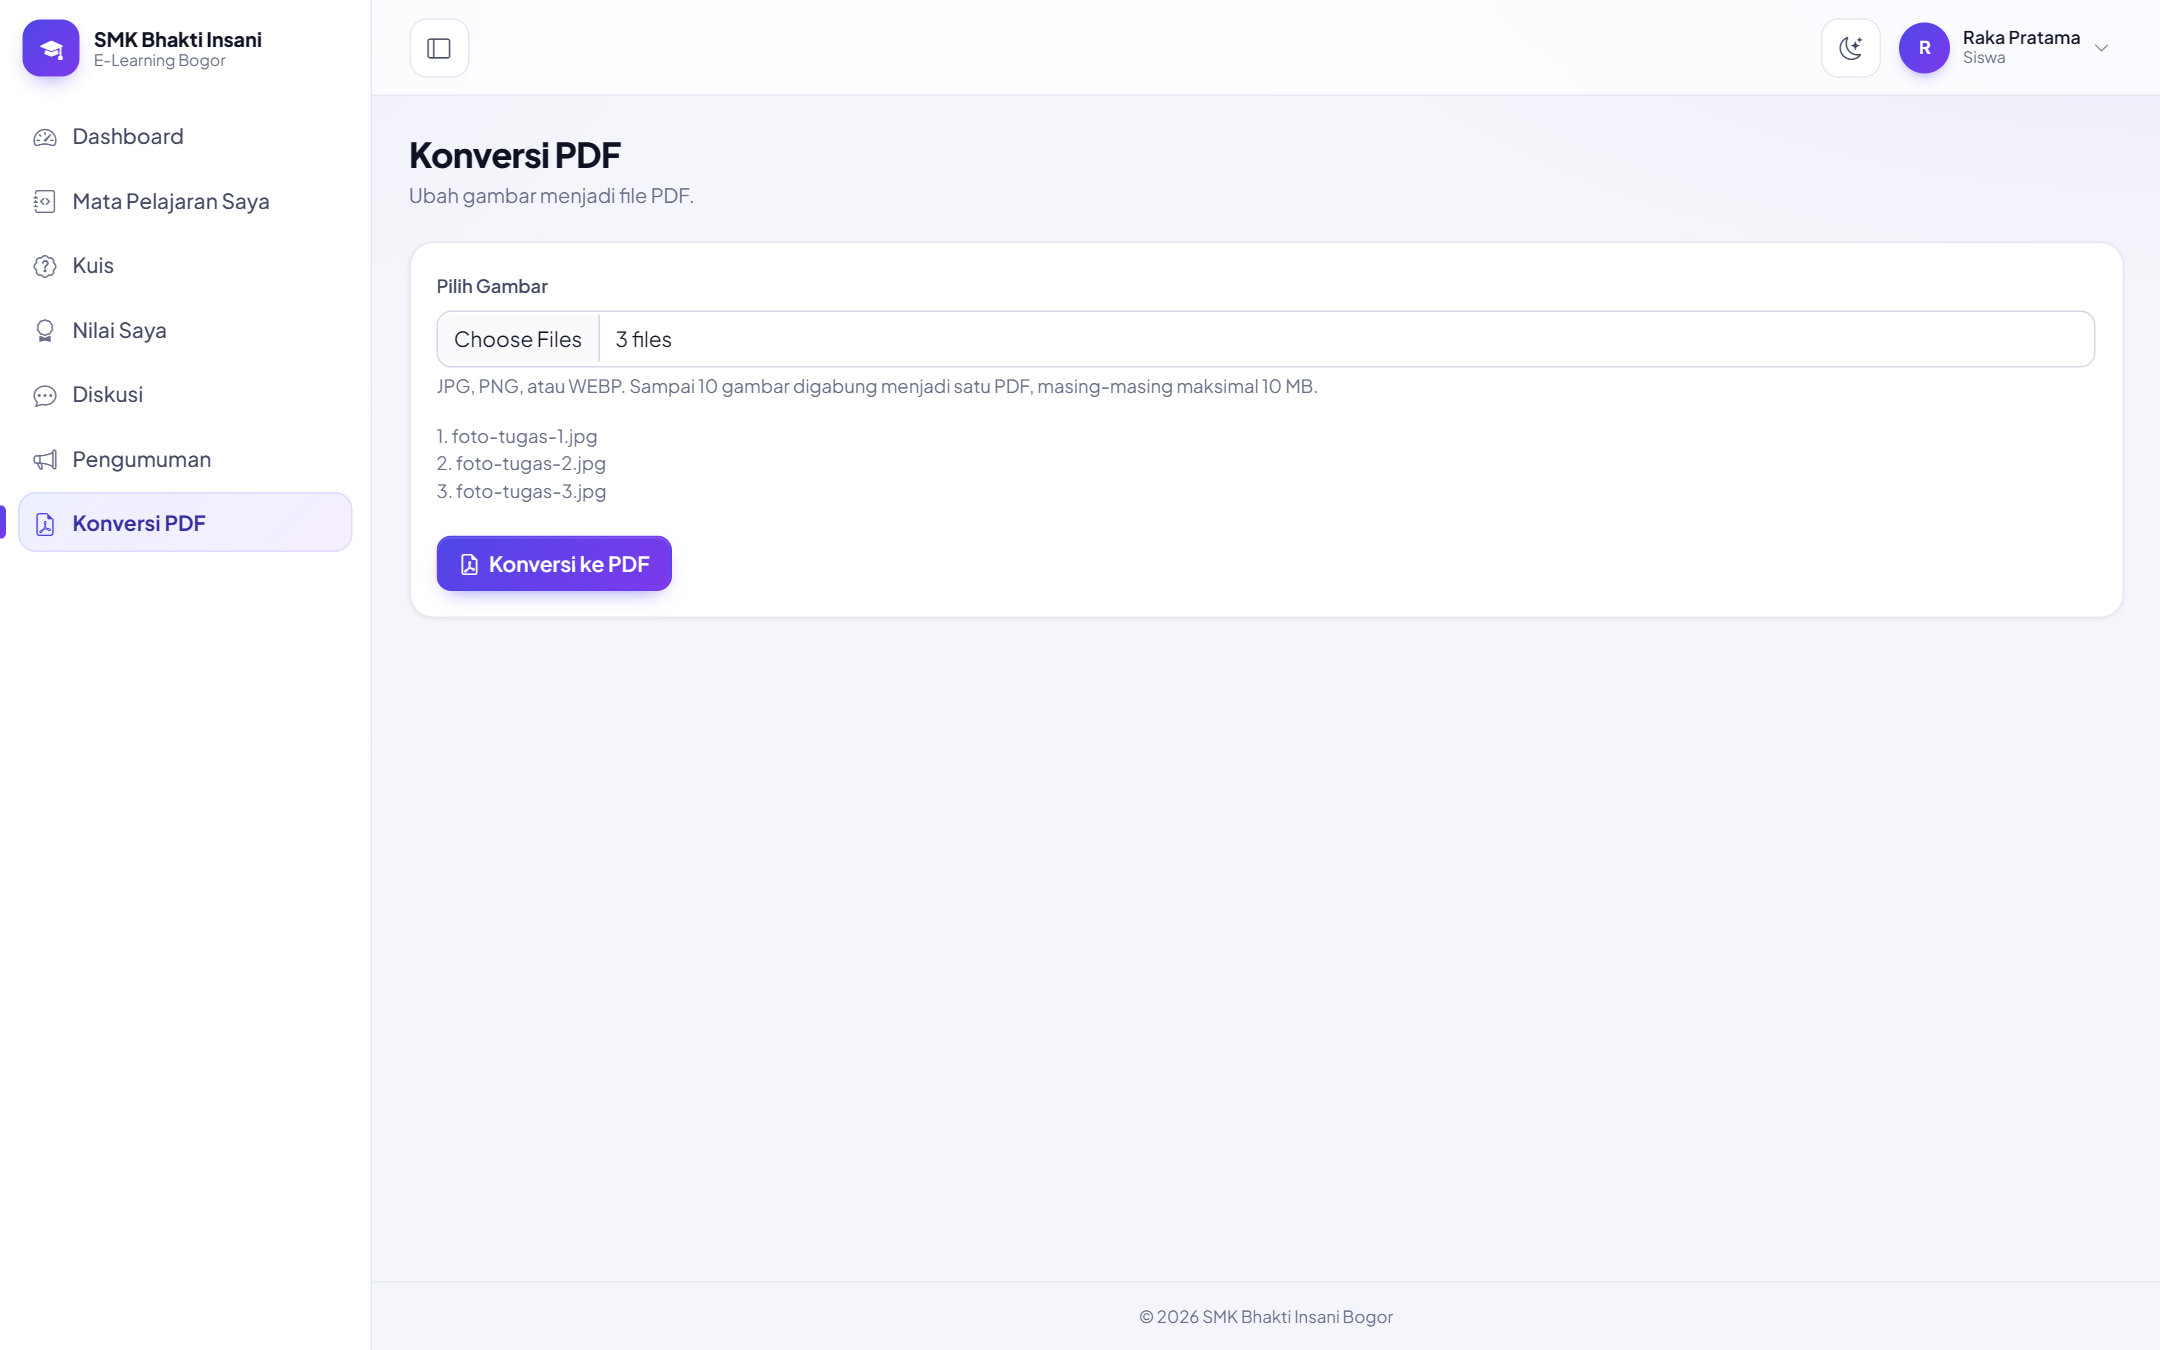 SMK Bhakti Insani
E-Learning Bogor
Dashboard
Mata Pelajaran Saya
Kuis
Nilai Saya
Diskusi
Pengumuman
Konversi PDF
R
Raka Pratama
Siswa
Konversi PDF
Ubah gambar menjadi file PDF.
Pilih Gambar
Choose Files 3 files
JPG, PNG, atau WEBP. Sampai 10 gambar digabung menjadi satu PDF, masing-masing maksimal 10 MB.
1. foto-tugas-1.jpg
2. foto-tugas-2.jpg
3. foto-tugas-3.jpg
Konversi ke PDF
© 2026 SMK Bhakti Insani Bogor